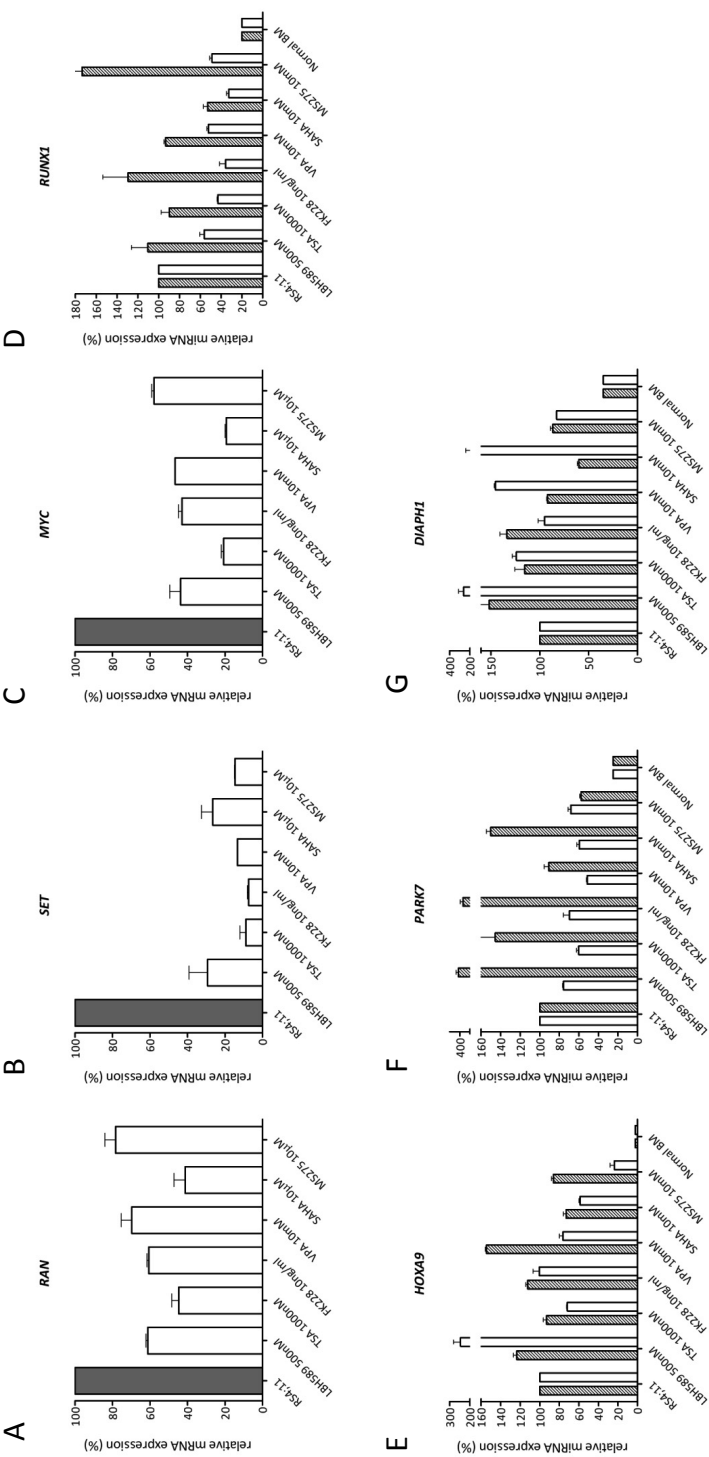 A
RAN
relative mRNA expression (%)
100
80
60
40
20
0
RS4;11
LBH589 500nM
TSA 1000nM
FK228 10ng/ml
VPA 10mM
SAHA 10µM
MS275 10µM
B
SET
relative mRNA expression (%)
100
80
60
40
20
0
RS4;11
LBH589 500nM
TSA 1000nM
FK228 10ng/ml
VPA 10mM
SAHA 10µM
MS275 10µM
C
MYC
relative mRNA expression (%)
100
80
60
40
20
0
RS4;11
LBH589 500nM
TSA 1000nM
FK228 10ng/ml
VPA 10mM
SAHA 10µM
MS275 10µM
D
RUNX1
relative miRNA expression (%)
180
160
140
120
100
80
60
40
20
0
RS4;11
LBH589 500nM
TSA 1000nM
FK228 10ng/ml
VPA 10mM
SAHA 10mM
MS275 10mM
Normal BM
E
HOXA9
relative miRNA expression (%)
300
200
160
140
120
100
80
60
40
20
0
RS4;11
LBH589 500nM
TSA 1000nM
FK228 10ng/ml
VPA 10mM
SAHA 10mM
MS275 10mM
Normal BM
F
PARK7
relative miRNA expression (%)
400
160
140
120
100
80
60
40
20
0
RS4;11
LBH589 500nM
TSA 1000nM
FK228 10ng/ml
VPA 10mM
SAHA 10mM
MS275 10mM
Normal BM
G
DIAPH1
relative miRNA expression (%)
400
200
150
100
50
0
RS4;11
LBH589 500nM
TSA 1000nM
FK228 10ng/ml
VPA 10mM
SAHA 10mM
MS275 10mM
Normal BM